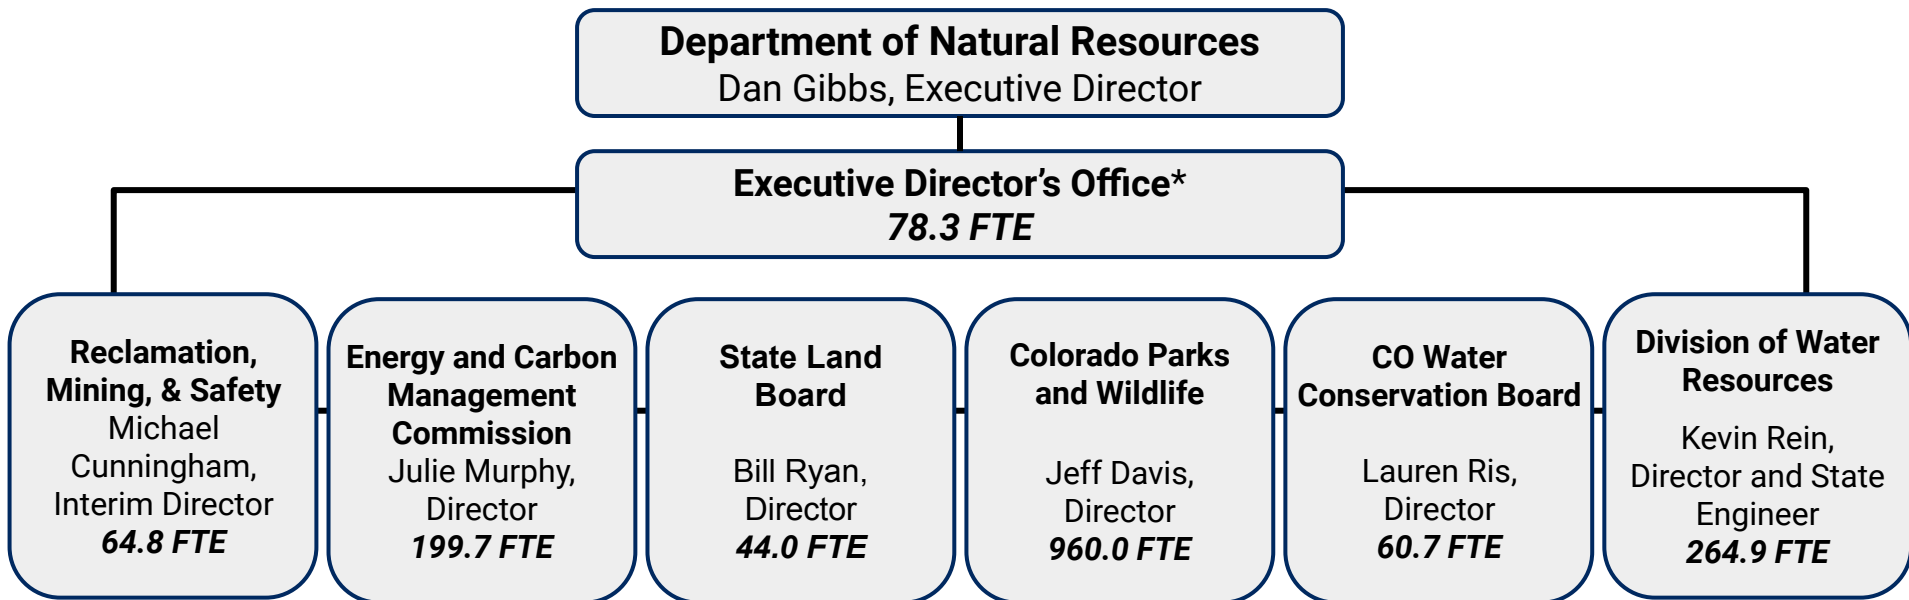 Department of Natural Resources
Dan Gibbs, Executive Director
Executive Director’s Office*
78.3 FTE
Reclamation,
Mining, & Safety
Michael
Cunningham,
Interim Director
64.8 FTE
Energy and Carbon
Management
Commission
Julie Murphy,
Director
199.7 FTE
State Land
Board
Bill Ryan,
Director
44.0 FTE
Colorado Parks
and Wildlife
Jeff Davis,
Director
960.0 FTE
CO Water
Conservation Board
Lauren Ris,
Director
60.7 FTE
Division of Water
Resources
Kevin Rein,
Director and State
Engineer
264.9 FTE